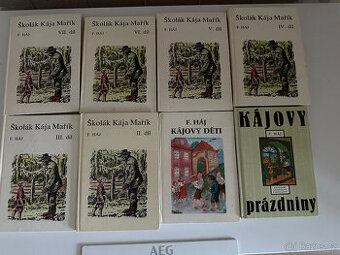 Školák Kája Mařík
F. HÁJ
VII. díl
Školák Kája Mařík
F. HÁJ
VI. díl
Školák Kája Mařík
F. HÁJ
V. díl
Školák Kája Mařík
F. HÁJ
IV. díl
Školák Kája Mařík
F. HÁJ
III. díl
Školák Kája Mařík
F. HÁJ
II. díl
F. HÁJ
KÁJOVY DĚTI
KÁJOVY
F. HÁJ
prázdniny
AEG